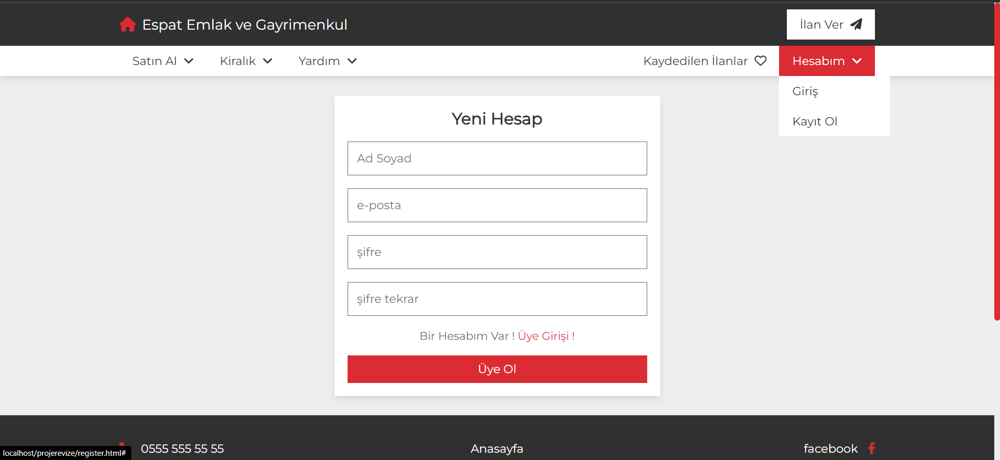 Espat Emlak ve Gayrimenkul
İlan Ver
Satın Al
Kiralık
Yardım
Kaydedilen İlanlar
Hesabım
Giriş
Kayıt Ol
Yeni Hesap
Ad Soyad
e-posta
şifre
şifre tekrar
Bir Hesabım Var ! Üye Girişi !
Üye Ol
0555 555 55 55
Anasayfa
facebook
localhost/projerevize/register.html#